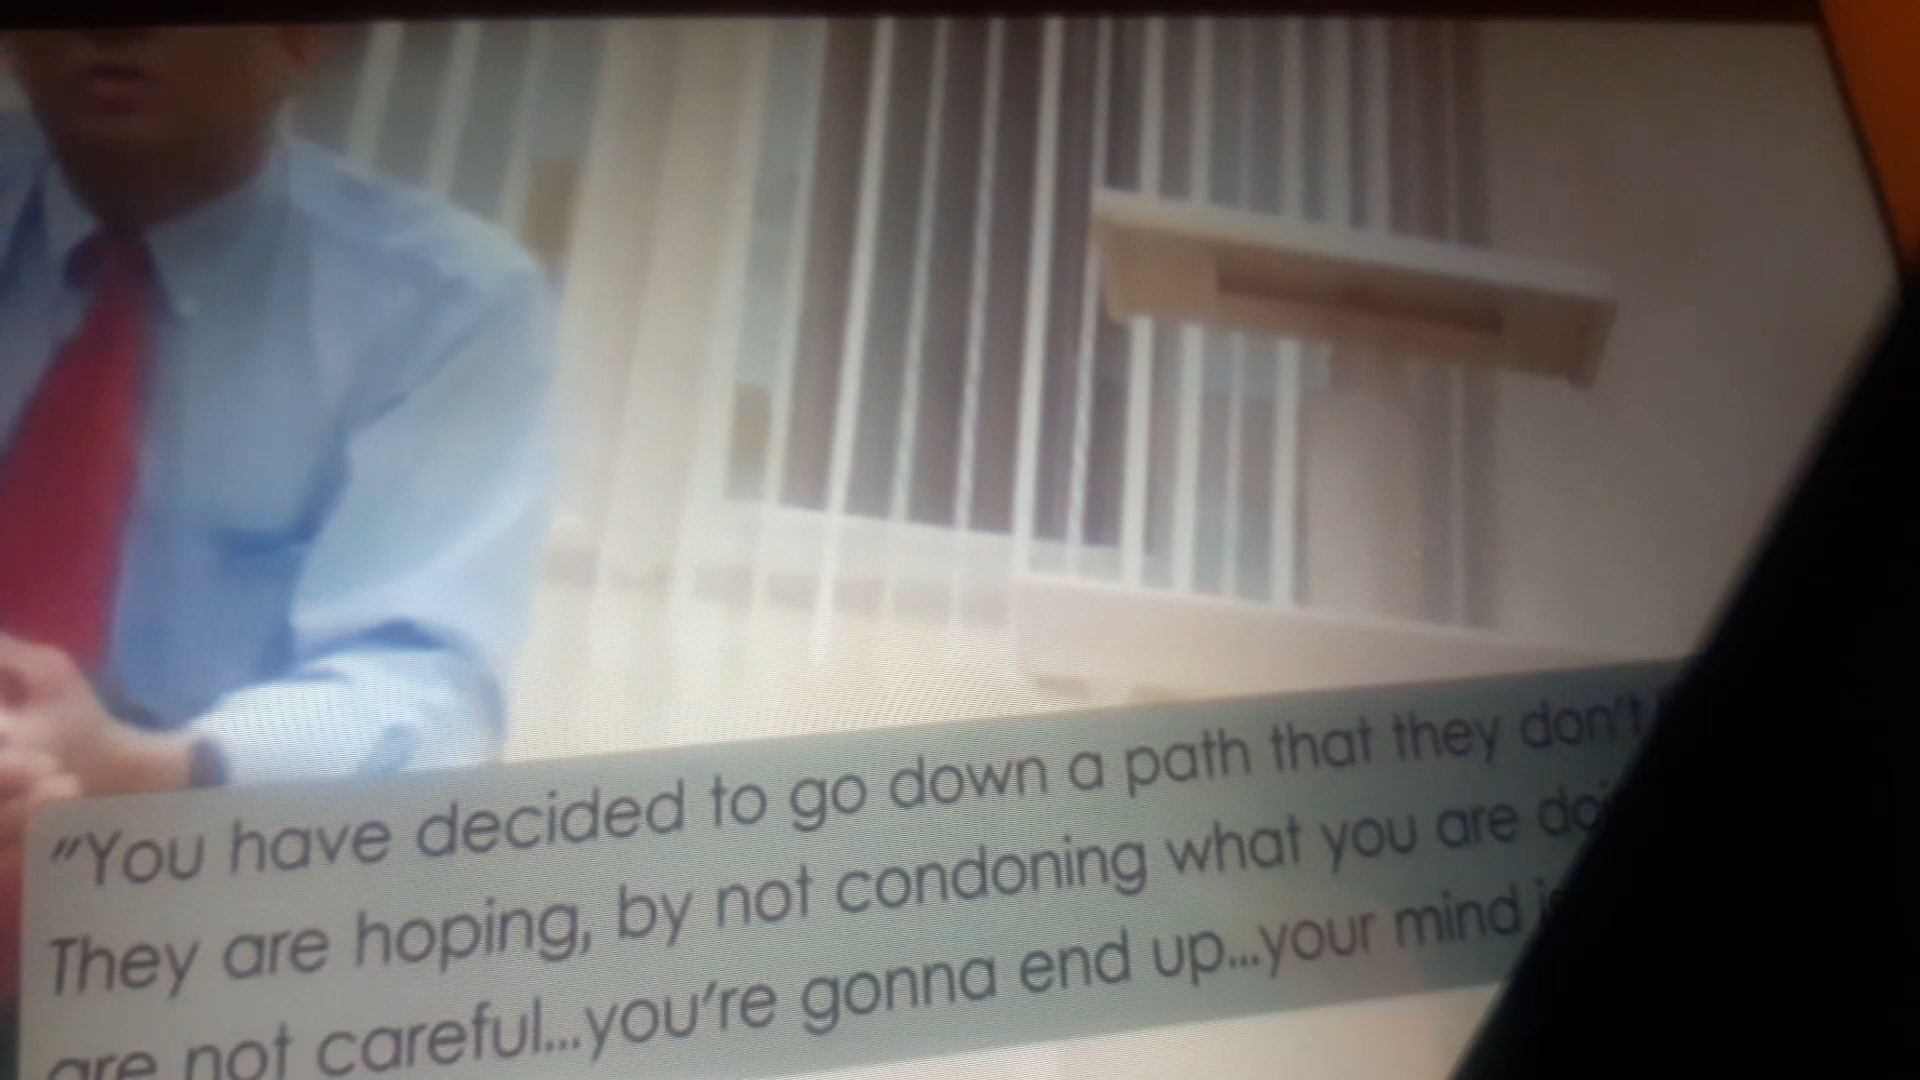 "You have decided to go down a path that they don't
They are hoping, by not condoning what you are
are not careful...you're gonna end up...your mind